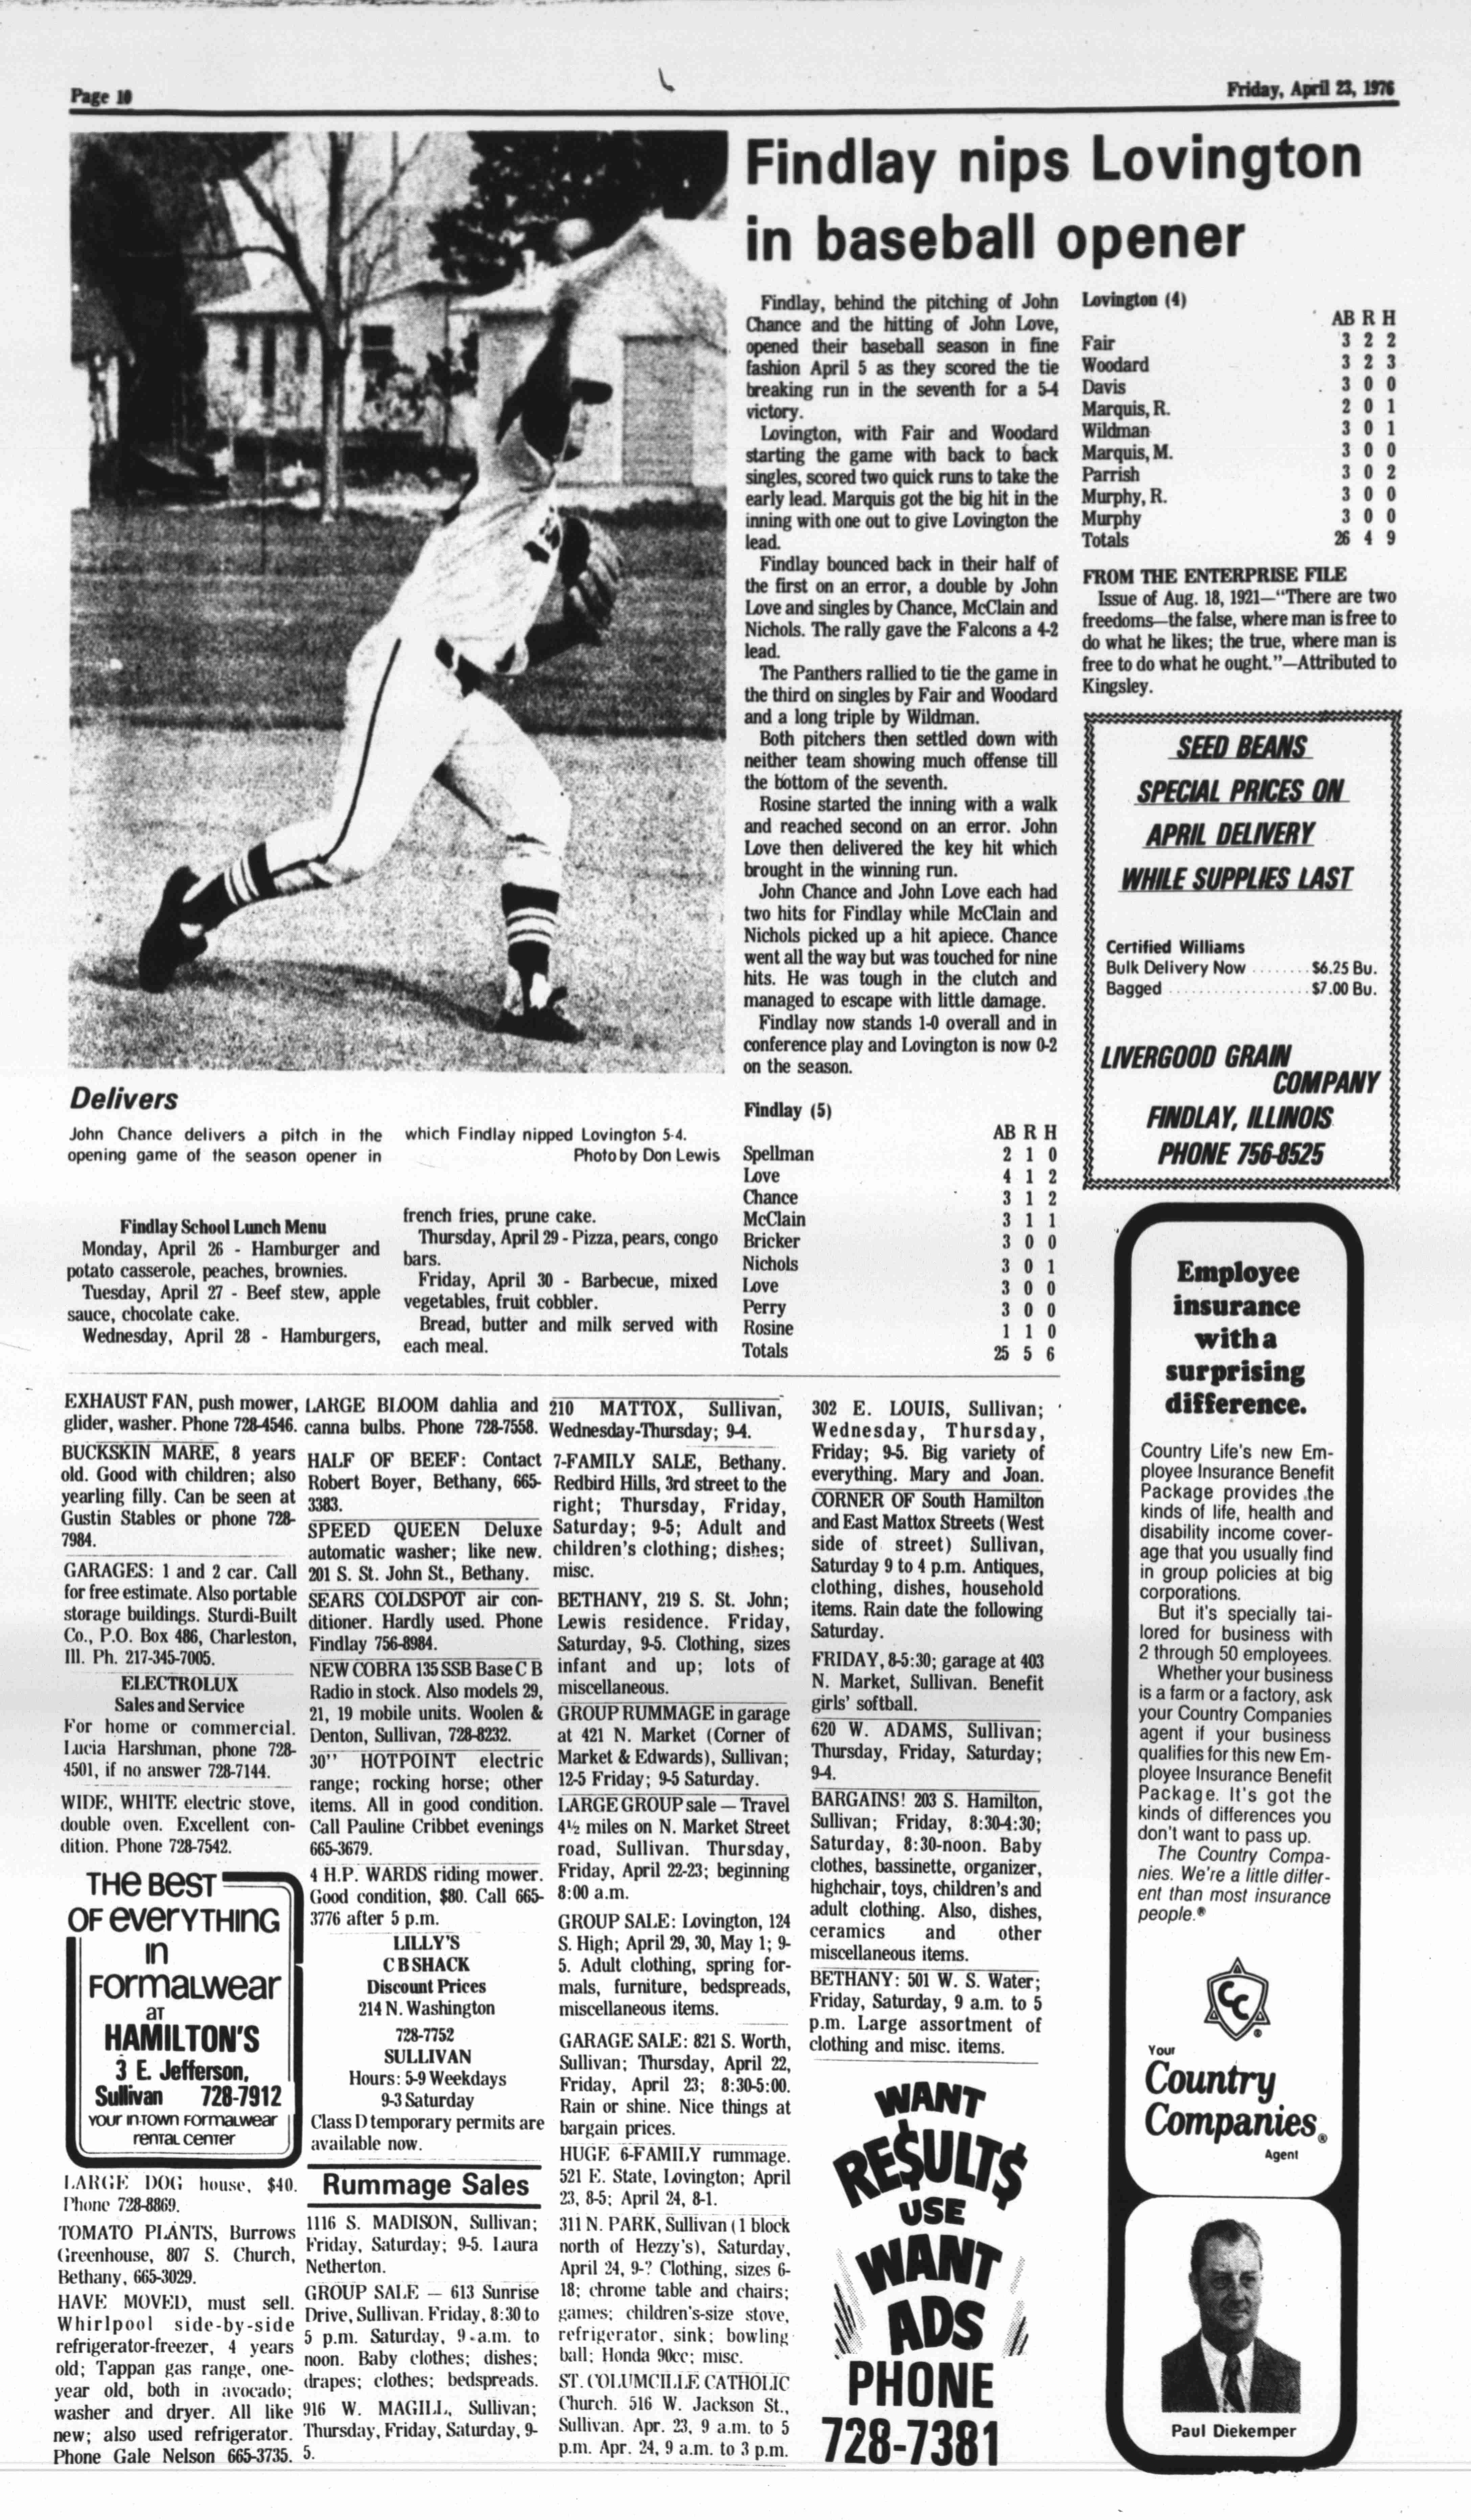 Page 10
Friday, April 23, 1976
Findlay nips Lovington
in baseball opener
Findlay, behind the pitching of John
Chance and the hitting of John Love,
opened their baseball season in fine
fashion April 5 as they scored the tie
breaking run in the seventh for a 5-4
victory.
Lovington, with Fair and Woodard
starting the game with back to back
singles, scored two quick runs to take the
early lead. Marquis got the big hit in the
inning with one out to give Lovington the
lead.
Findlay bounced back in their half of
the first on an error, a double by John
Love and singles by Chance, McClain and
Nichols. The rally gave the Falcons a 4-2
lead.
The Panthers rallied to tie the game in
the third on singles by Fair and Woodard
and a long triple by Wildman.
Both pitchers then settled down with
neither team showing much offense till
the bottom of the seventh.
Rosine started the inning with a walk
and reached second on an error. John
Love then delivered the key hit which
brought in the winning run.
John Chance and John Love each had
two hits for Findlay while McClain and
Nichols picked up a hit apiece. Chance
went all the way but was touched for nine
hits. He was tough in the clutch and
managed to escape with little damage.
Findlay now stands 1-0 overall and in
conference play and Lovington is now 0-2
on the season.
Findlay (5)
AB R H
Spellman 2 1 0
Love 4 1 2
Chance 3 1 2
McClain 3 1 1
Bricker 3 0 0
Nichols 3 0 1
Love 3 0 0
Perry 3 0 0
Rosine 1 1 0
Totals 25 5 6
Lovington (4)
AB R H
Fair 3 2 2
Woodard 3 2 3
Davis 3 0 0
Marquis, R. 2 0 1
Wildman 3 0 1
Marquis, M. 3 0 0
Parrish 3 0 2
Murphy, R. 3 0 0
Murphy 3 0 0
Totals 26 4 9
FROM THE ENTERPRISE FILE
Issue of Aug. 18, 1921—“There are two
freedoms—the false, where man is free to
do what he likes; the true, where man is
free to do what he ought.”—Attributed to
Kingsley.
SEED BEANS
SPECIAL PRICES ON
APRIL DELIVERY
WHILE SUPPLIES LAST
Certified Williams
Bulk Delivery Now ........ $6.25 Bu.
Bagged .................. $7.00 Bu.
LIVERGOOD GRAIN
COMPANY
FINDLAY, ILLINOIS
PHONE 756-8525
Delivers
John Chance delivers a pitch in the
opening game of the season opener in
which Findlay nipped Lovington 5-4.
Photo by Don Lewis
Findlay School Lunch Menu
Monday, April 26 - Hamburger and
potato casserole, peaches, brownies.
Tuesday, April 27 - Beef stew, apple
sauce, chocolate cake.
Wednesday, April 28 - Hamburgers,
french fries, prune cake.
Thursday, April 29 - Pizza, pears, congo
bars.
Friday, April 30 - Barbecue, mixed
vegetables, fruit cobbler.
Bread, butter and milk served with
each meal.
EXHAUST FAN, push mower,
glider, washer. Phone 728-4546.
BUCKSKIN MARE, 8 years
old. Good with children; also
yearling filly. Can be seen at
Gustin Stables or phone 728-
7984.
GARAGES: 1 and 2 car. Call
for free estimate. Also portable
storage buildings. Sturdi-Built
Co., P.O. Box 486, Charleston,
Ill. Ph. 217-345-7005.
ELECTROLUX
Sales and Service
For home or commercial.
Lucia Harshman, phone 728-
4501, if no answer 728-7144.
WIDE, WHITE electric stove,
double oven. Excellent con-
dition. Phone 728-7542.
THE BEST
OF EVERYTHING
in
FORMALWEAR
AT
HAMILTON'S
3 E. Jefferson,
Sullivan 728-7912
YOUR IN-TOWN FORMALWEAR
RENTAL CENTER
LARGE DOG house, $40.
Phone 728-8869.
TOMATO PLANTS, Burrows
Greenhouse, 807 S. Church,
Bethany, 665-3029.
HAVE MOVED, must sell.
Whirlpool side-by-side
refrigerator-freezer, 4 years
old; Tappan gas range, one-
year old, both in avocado;
washer and dryer. All like
new; also used refrigerator.
Phone Gale Nelson 665-3735.
LARGE BLOOM dahlia and
canna bulbs. Phone 728-7558.
HALF OF BEEF: Contact
Robert Boyer, Bethany, 665-
3383.
SPEED QUEEN Deluxe
automatic washer; like new.
201 S. St. John St., Bethany.
SEARS COLDSPOT air con-
ditioner. Hardly used. Phone
Findlay 756-8984.
NEW COBRA 135 SSB Base C B
Radio in stock. Also models 29,
21, 19 mobile units. Woolen &
Denton, Sullivan, 728-8232.
30'' HOTPOINT electric
range; rocking horse; other
items. All in good condition.
Call Pauline Cribbet evenings
665-3679.
4 H.P. WARDS riding mower.
Good condition, $80. Call 665-
3776 after 5 p.m.
LILLY'S
C B SHACK
Discount Prices
214 N. Washington
728-7752
SULLIVAN
Hours: 5-9 Weekdays
9-3 Saturday
Class D temporary permits are
available now.
Rummage Sales
1116 S. MADISON, Sullivan;
Friday, Saturday; 9-5. Laura
Netherton.
GROUP SALE — 613 Sunrise
Drive, Sullivan. Friday, 8:30 to
5 p.m. Saturday, 9 a.m. to
noon. Baby clothes; dishes;
drapes; clothes; bedspreads.
916 W. MAGILL, Sullivan;
Thursday, Friday, Saturday, 9-
5.
210 MATTOX, Sullivan,
Wednesday-Thursday; 9-4.
7-FAMILY SALE, Bethany.
Redbird Hills, 3rd street to the
right; Thursday, Friday,
Saturday; 9-5; Adult and
children's clothing; dishes;
misc.
BETHANY, 219 S. St. John;
Lewis residence. Friday,
Saturday, 9-5. Clothing, sizes
infant and up; lots of
miscellaneous.
GROUP RUMMAGE in garage
at 421 N. Market (Corner of
Market & Edwards), Sullivan;
12-5 Friday; 9-5 Saturday.
LARGE GROUP sale — Travel
4½ miles on N. Market Street
road, Sullivan. Thursday,
Friday, April 22-23; beginning
8:00 a.m.
GROUP SALE: Lovington, 124
S. High; April 29, 30, May 1; 9-
5. Adult clothing, spring for-
mals, furniture, bedspreads,
miscellaneous items.
GARAGE SALE: 821 S. Worth,
Sullivan; Thursday, April 22,
Friday, April 23; 8:30-5:00.
Rain or shine. Nice things at
bargain prices.
HUGE 6-FAMILY rummage.
521 E. State, Lovington; April
23, 8-5; April 24, 8-1.
311 N. PARK, Sullivan (1 block
north of Hezzy's), Saturday,
April 24, 9-? Clothing, sizes 6-
18; chrome table and chairs;
games; children's-size stove,
refrigerator, sink; bowling
ball; Honda 90cc; misc.
ST. COLUMCILLE CATHOLIC
Church. 516 W. Jackson St.,
Sullivan. Apr. 23, 9 a.m. to 5
p.m. Apr. 24, 9 a.m. to 3 p.m.
302 E. LOUIS, Sullivan;
Wednesday, Thursday,
Friday; 9-5. Big variety of
everything. Mary and Joan.
CORNER OF South Hamilton
and East Mattox Streets (West
side of street) Sullivan,
Saturday 9 to 4 p.m. Antiques,
clothing, dishes, household
items. Rain date the following
Saturday.
FRIDAY, 8-5:30; garage at 403
N. Market, Sullivan. Benefit
girls' softball.
620 W. ADAMS, Sullivan;
Thursday, Friday, Saturday;
9-4.
BARGAINS! 203 S. Hamilton,
Sullivan; Friday, 8:30-4:30;
Saturday, 8:30-noon. Baby
clothes, bassinette, organizer,
highchair, toys, children's and
adult clothing. Also, dishes,
ceramics and other
miscellaneous items.
BETHANY: 501 W. S. Water;
Friday, Saturday, 9 a.m. to 5
p.m. Large assortment of
clothing and misc. items.
WANT
RE$ULT$
USE
WANT
ADS
PHONE
728-7381
Employee
insurance
with a
surprising
difference.
Country Life's new Em-
ployee Insurance Benefit
Package provides the
kinds of life, health and
disability income cover-
age that you usually find
in group policies at big
corporations.
But it's specially tai-
lored for business with
2 through 50 employees.
Whether your business
is a farm or a factory, ask
your Country Companies
agent if your business
qualifies for this new Em-
ployee Insurance Benefit
Package. It's got the
kinds of differences you
don't want to pass up.
The Country Compa-
nies. We're a little differ-
ent than most insurance
people.®
CC
®
Your
Country
Companies®
Agent
Paul Diekemper